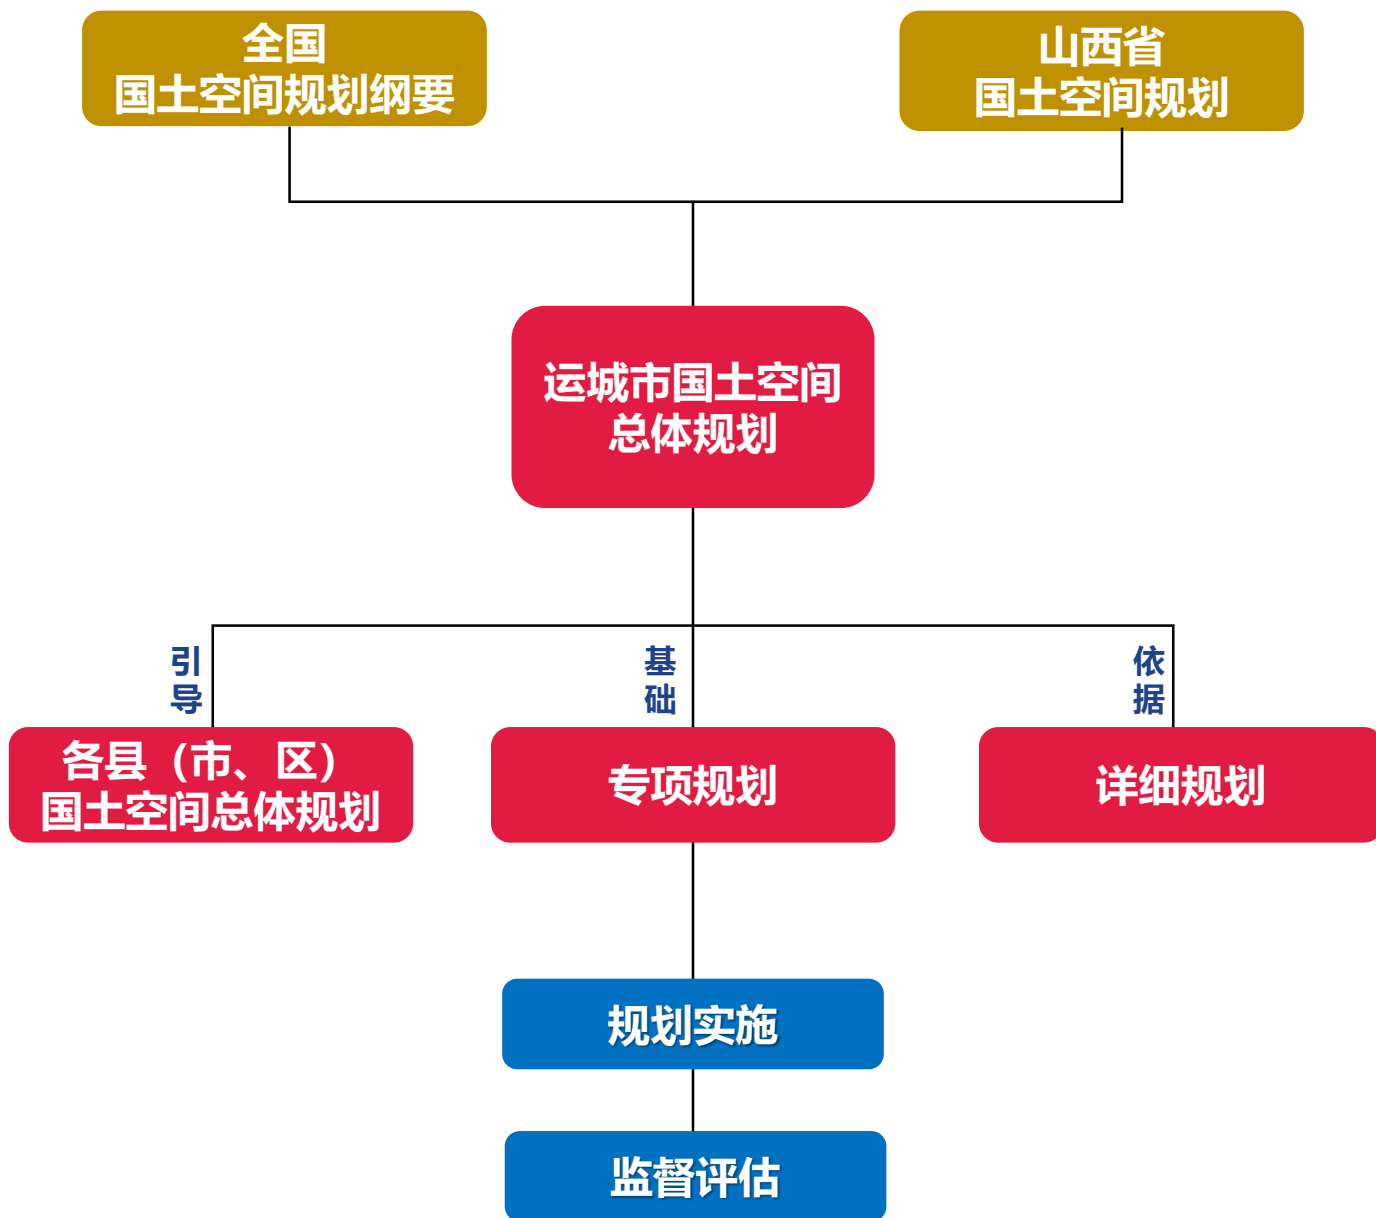 全国
国土空间规划纲要
山西省
国土空间规划
运城市国土空间
总体规划
引
导
基
础
依
据
各县（市、区）
国土空间总体规划
专项规划
详细规划
规划实施
监督评估